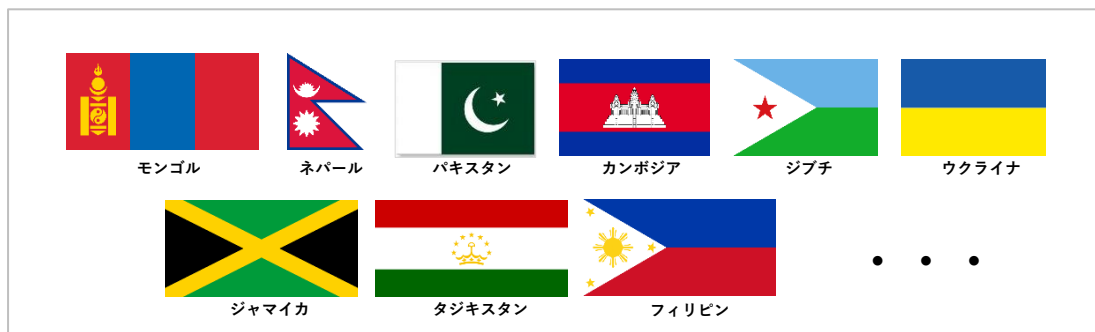 モンゴル
ネパール
パキスタン
カンボジア
ジブチ
ウクライナ
ジャマイカ
タジキスタン
フィリピン
・・・